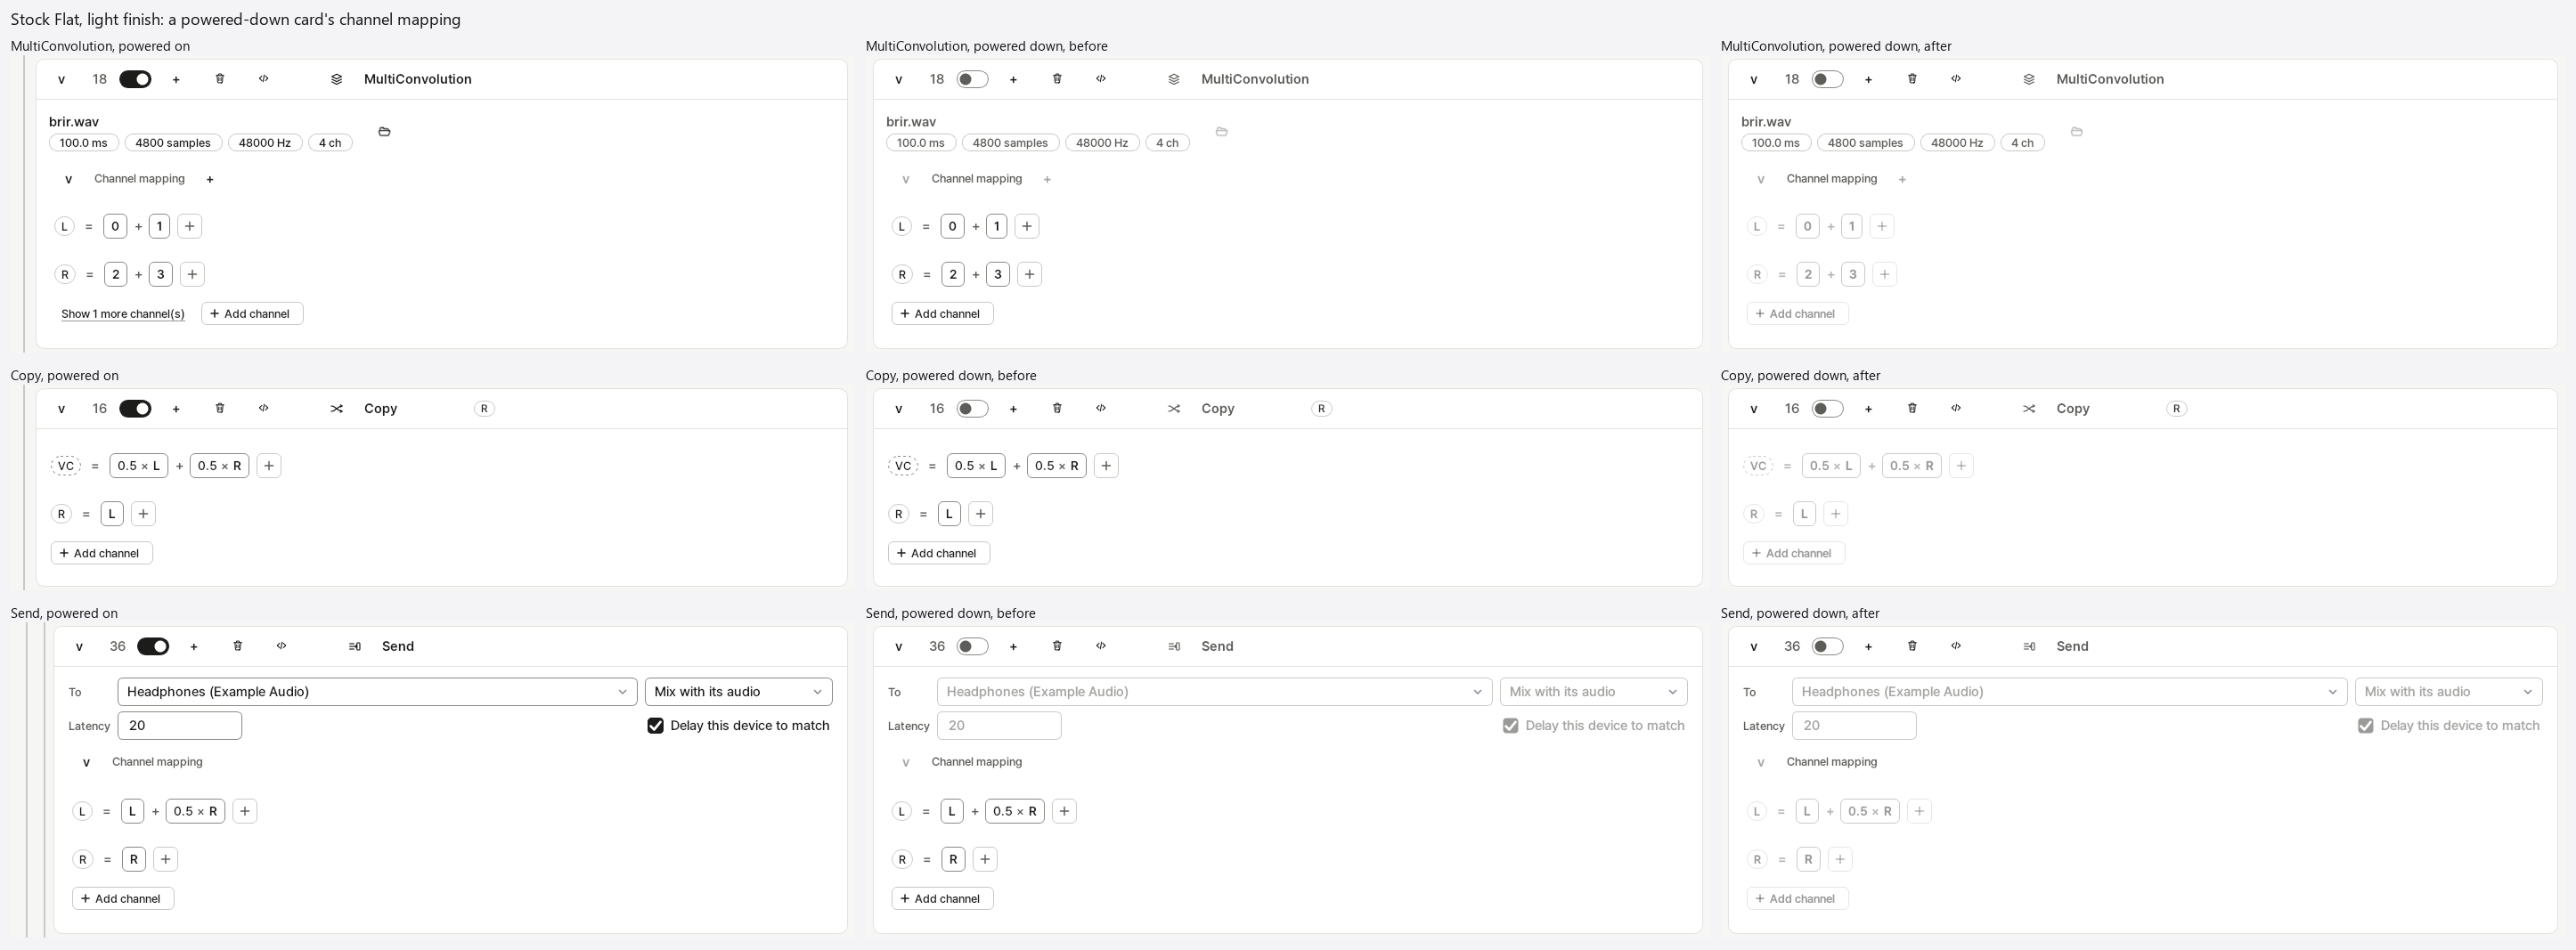 Stock Flat, light finish: a powered-down card's channel mapping
MultiConvolution, powered on
v 18 + </> MultiConvolution
brir.wav
100.0 ms 4800 samples 48000 Hz 4 ch
v Channel mapping +
L = 0 + 1 +
R = 2 + 3 +
Show 1 more channel(s) + Add channel
MultiConvolution, powered down, before
v 18 + </> MultiConvolution
brir.wav
100.0 ms 4800 samples 48000 Hz 4 ch
v Channel mapping +
L = 0 + 1 +
R = 2 + 3 +
+ Add channel
MultiConvolution, powered down, after
v 18 + </> MultiConvolution
brir.wav
100.0 ms 4800 samples 48000 Hz 4 ch
v Channel mapping +
L = 0 + 1 +
R = 2 + 3 +
+ Add channel
Copy, powered on
v 16 + </> Copy R
VC = 0.5 × L + 0.5 × R +
R = L +
+ Add channel
Copy, powered down, before
v 16 + </> Copy R
VC = 0.5 × L + 0.5 × R +
R = L +
+ Add channel
Copy, powered down, after
v 16 + </> Copy R
VC = 0.5 × L + 0.5 × R +
R = L +
+ Add channel
Send, powered on
v 36 + </> Send
To Headphones (Example Audio) Mix with its audio
Latency 20 Delay this device to match
v Channel mapping
L = L + 0.5 × R +
R = R +
+ Add channel
Send, powered down, before
v 36 + </> Send
To Headphones (Example Audio) Mix with its audio
Latency 20 Delay this device to match
v Channel mapping
L = L + 0.5 × R +
R = R +
+ Add channel
Send, powered down, after
v 36 + </> Send
To Headphones (Example Audio) Mix with its audio
Latency 20 Delay this device to match
v Channel mapping
L = L + 0.5 × R +
R = R +
+ Add channel